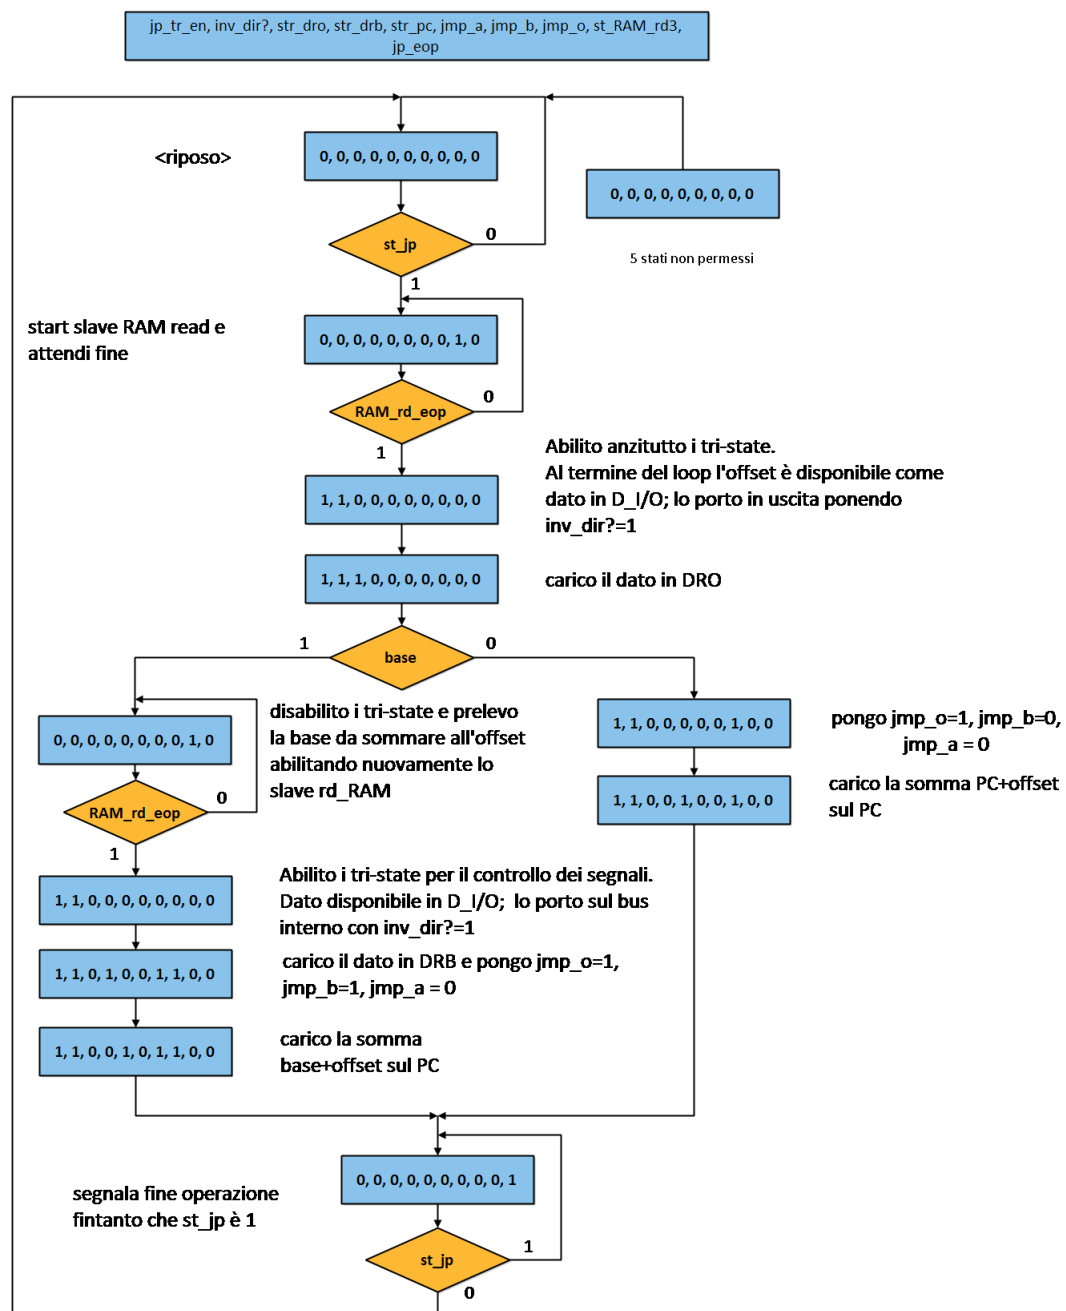 jp_tr_en, inv_dir?, str_dro, str_drb, str_pc, jmp_a, jmp_b, jmp_o, st_RAM_rd3,
jp_eop
<riposo>
0, 0, 0, 0, 0, 0, 0, 0, 0, 0
0, 0, 0, 0, 0, 0, 0, 0, 0
5 stati non permessi
st_jp
0
1
start slave RAM read e
attendi fine
0, 0, 0, 0, 0, 0, 0, 0, 1, 0
RAM_rd_eop
0
1
Abilito anzitutto i tri-state.
Al termine del loop l'offset è disponibile come
dato in D_I/O; lo porto in uscita ponendo
inv_dir?=1
1, 1, 0, 0, 0, 0, 0, 0, 0, 0
1, 1, 1, 0, 0, 0, 0, 0, 0, 0
carico il dato in DRO
1
base
0
0, 0, 0, 0, 0, 0, 0, 0, 1, 0
disabilito i tri-state e prelevo
la base da sommare all'offset
abilitando nuovamente lo
slave rd_RAM
RAM_rd_eop
0
1
1, 1, 0, 0, 0, 0, 0, 1, 0, 0
pongo jmp_o=1, jmp_b=0,
jmp_a = 0
1, 1, 0, 0, 1, 0, 0, 1, 0, 0
carico la somma PC+offset
sul PC
1, 1, 0, 0, 0, 0, 0, 0, 0, 0
Abilito i tri-state per il controllo dei segnali.
Dato disponibile in D_I/O; lo porto sul bus
interno con inv_dir?=1
1, 1, 0, 1, 0, 0, 1, 1, 0, 0
carico il dato in DRB e pongo jmp_o=1,
jmp_b=1, jmp_a = 0
1, 1, 0, 0, 1, 0, 1, 1, 0, 0
carico la somma
base+offset sul PC
0, 0, 0, 0, 0, 0, 0, 0, 0, 1
segnala fine operazione
fintanto che st_jp è 1
st_jp
1
0